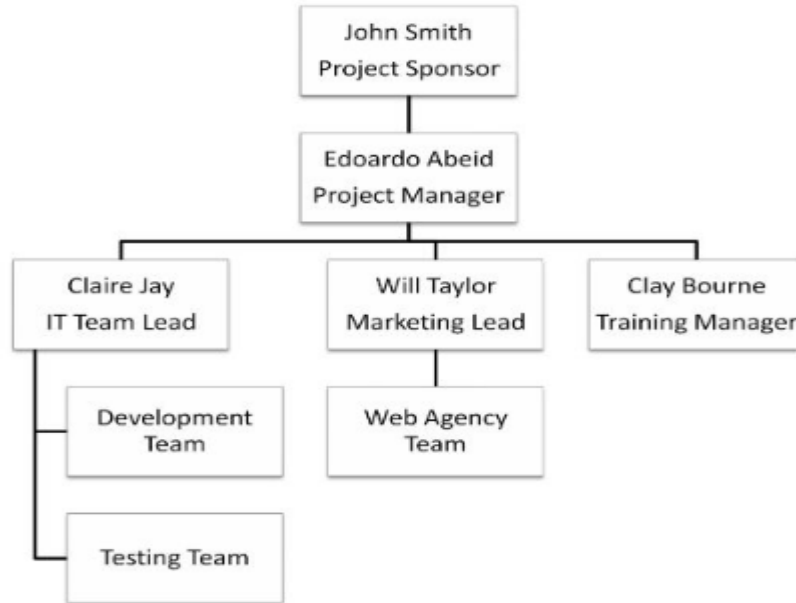 John Smith
Project Sponsor
Edoardo Abeid
Project Manager
Claire Jay
IT Team Lead
Will Taylor
Marketing Lead
Clay Bourne
Training Manager
Development
Team
Web Agency
Team
Testing Team